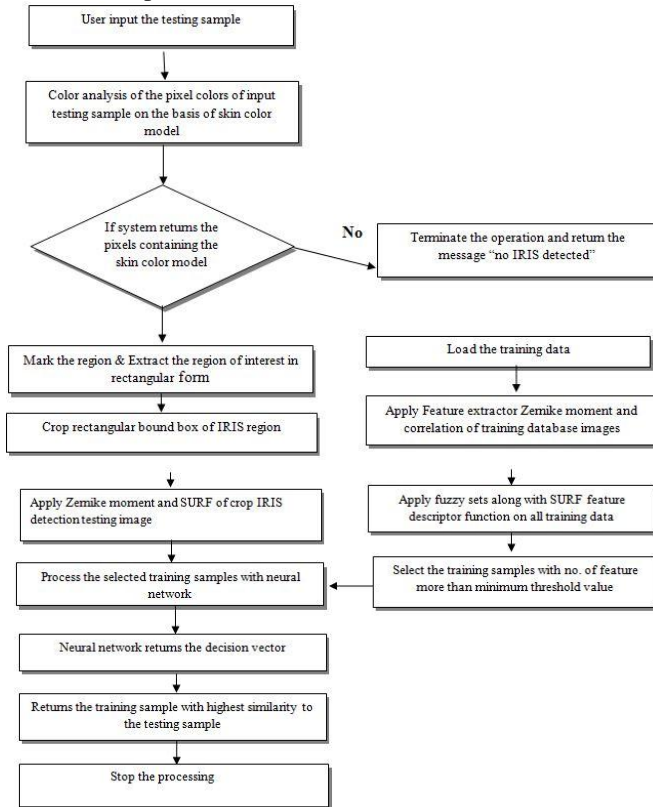 User input the testing sample
Color analysis of the pixel colors of input
testing sample on the basis of skin color
model
If system returns the
pixels containing the
skin color model
No
Terminate the operation and return the
message “no IRIS detected”
Mark the region & Extract the region of interest in
rectangular form
Crop rectangular bound box of IRIS region
Apply Zernike moment and SURF of crop IRIS
detection testing image
Load the training data
Apply Feature extractor Zernike moment and
correlation of training database images
Apply fuzzy sets along with SURF feature
descriptor function on all training data
Select the training samples with no. of feature
more than minimum threshold value
Process the selected training samples with neural
network
Neural network returns the decision vector
Returns the training sample with highest similarity to
the testing sample
Stop the processing